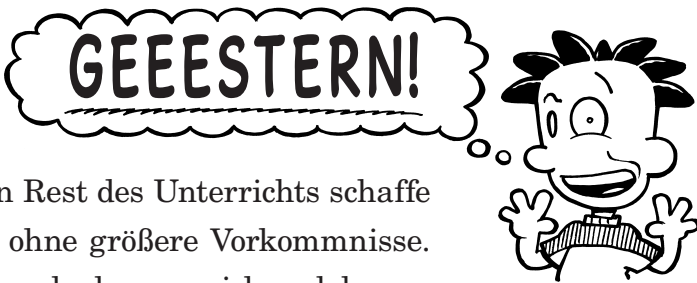 GEEESTERN!
Rest des Unterrichts schaffe
ohne größere Vorkommnisse.